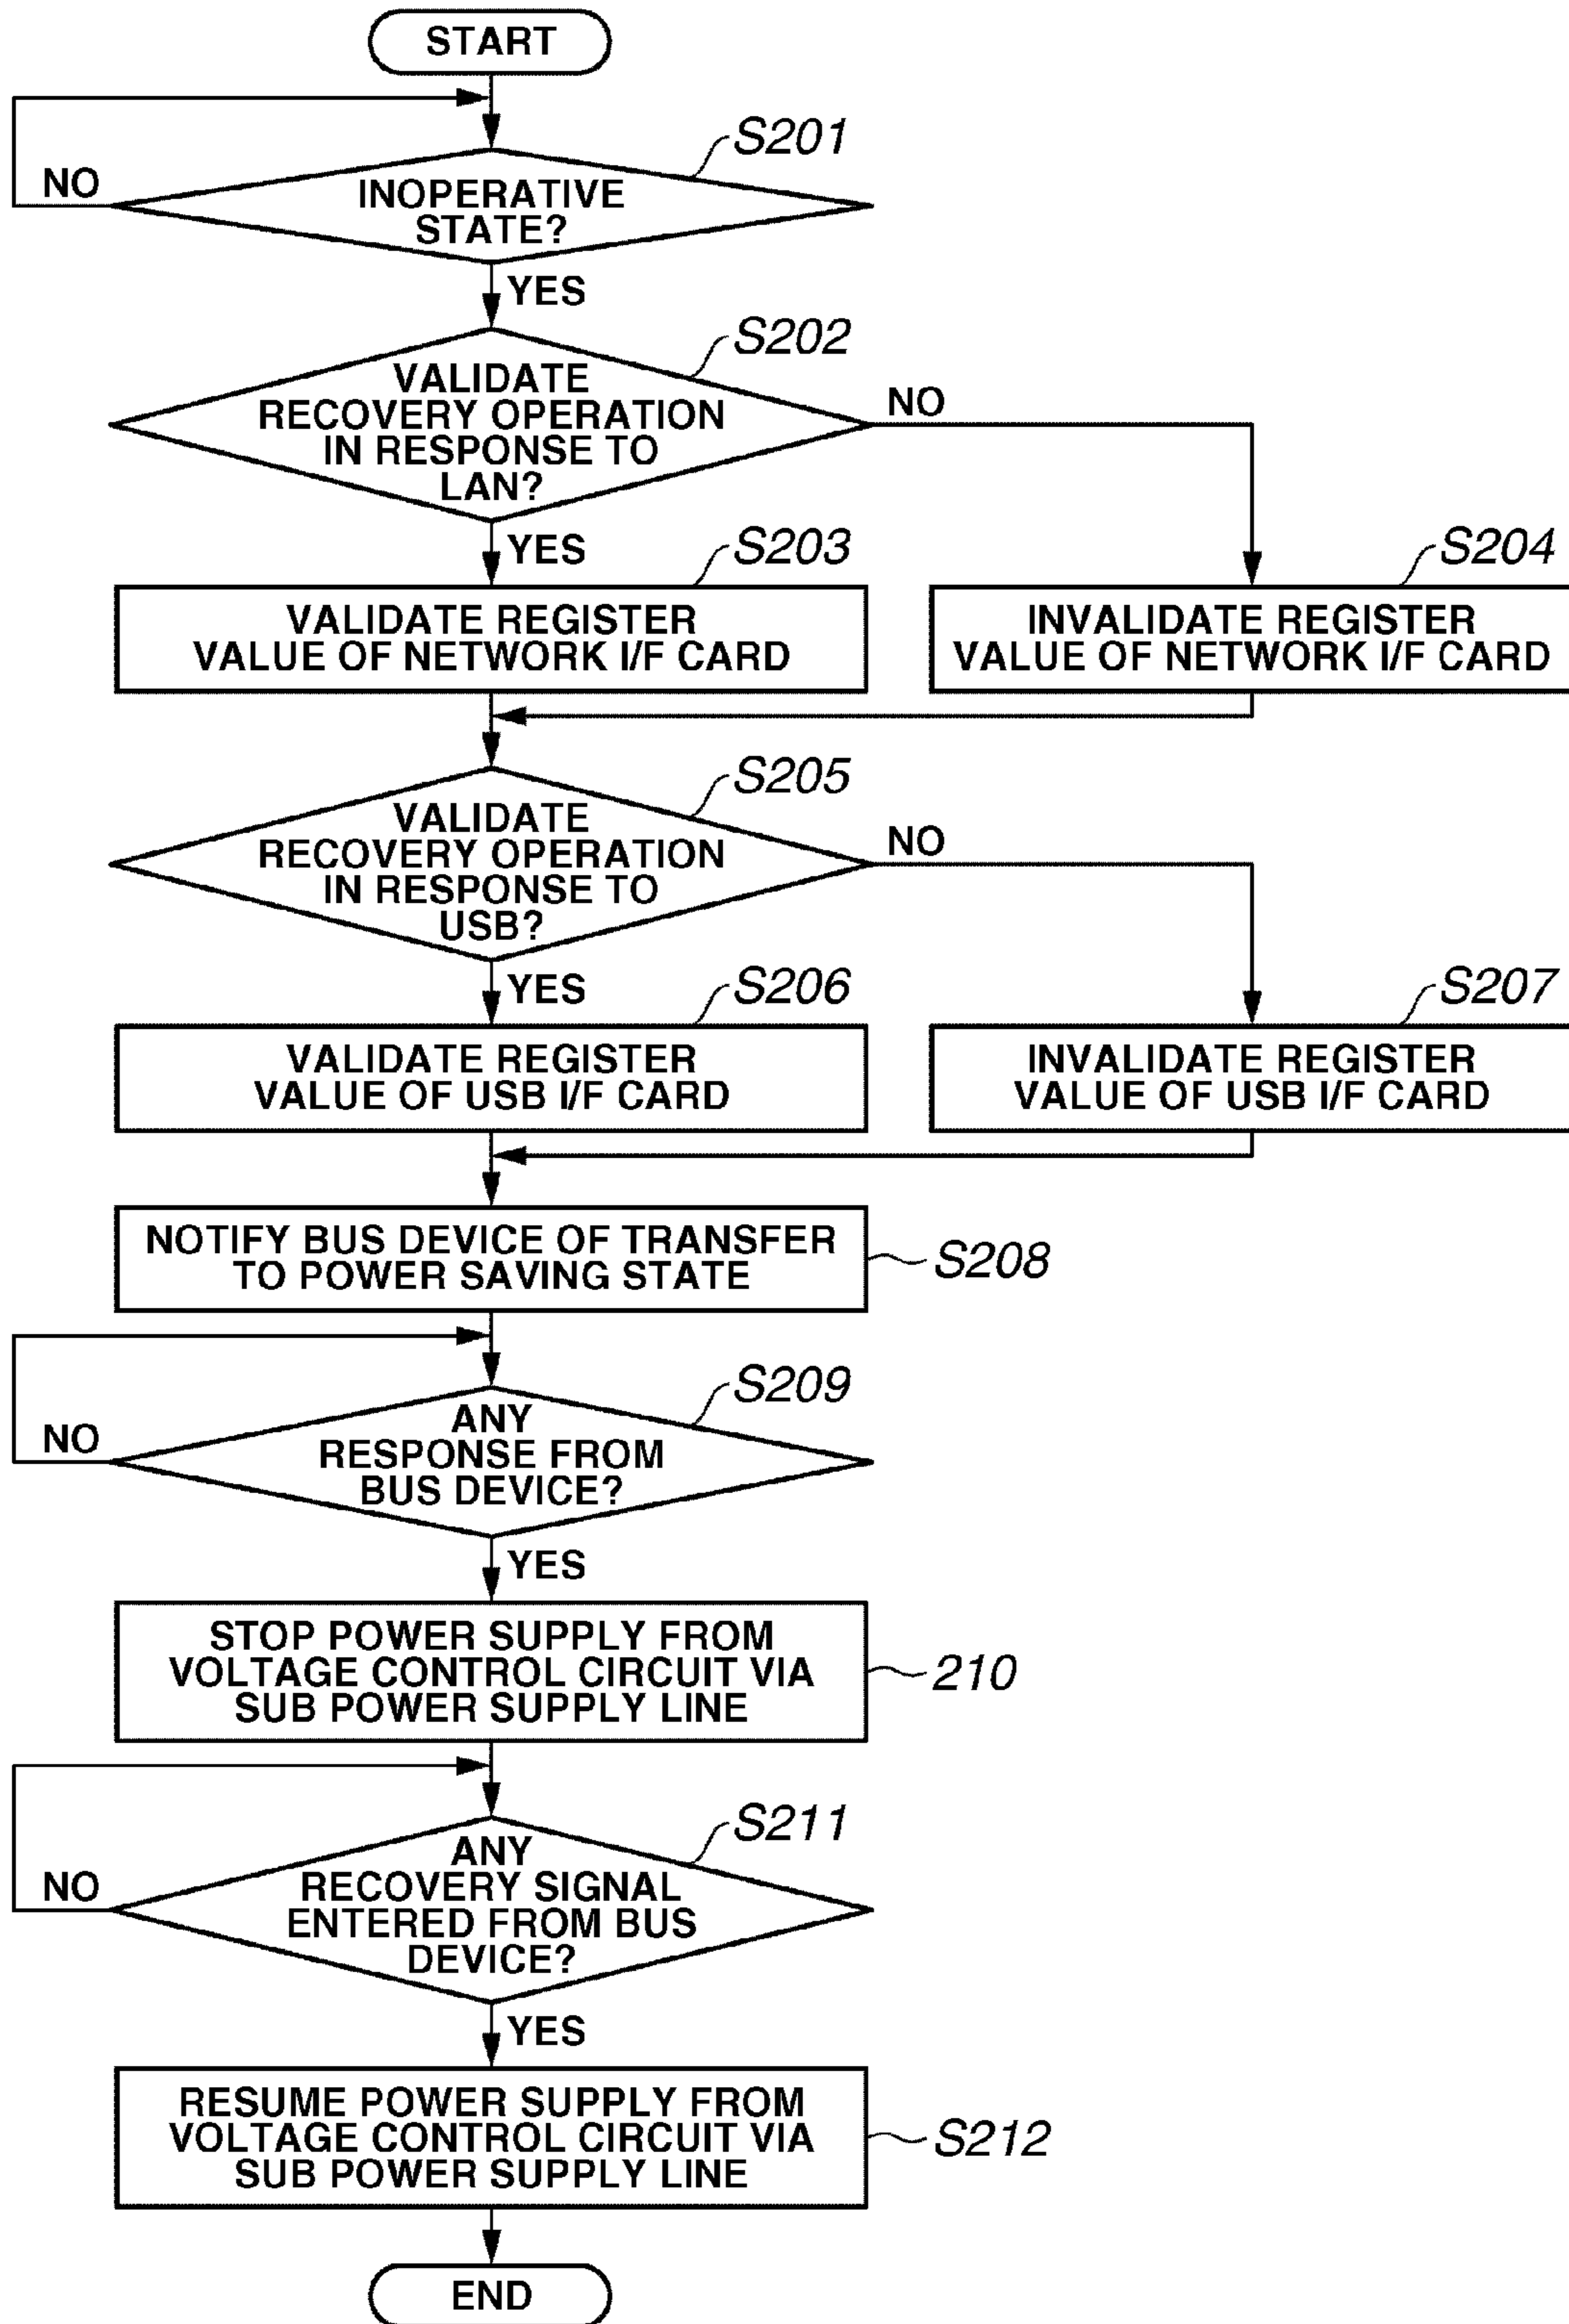 START
S201
NO
INOPERATIVE
STATE?
YES
S202
VALIDATE
RECOVERY OPERATION
IN RESPONSE TO
LAN?
NO
YES
S203
S204
VALIDATE REGISTER
VALUE OF NETWORK I/F CARD
INVALIDATE REGISTER
VALUE OF NETWORK I/F CARD
S205
VALIDATE
RECOVERY OPERATION
IN RESPONSE TO
USB?
NO
YES
S206
S207
VALIDATE REGISTER
VALUE OF USB I/F CARD
INVALIDATE REGISTER
VALUE OF USB I/F CARD
NOTIFY BUS DEVICE OF TRANSFER
TO POWER SAVING STATE
S208
S209
NO
ANY
RESPONSE FROM
BUS DEVICE?
YES
STOP POWER SUPPLY FROM
VOLTAGE CONTROL CIRCUIT VIA
SUB POWER SUPPLY LINE
210
S211
NO
ANY
RECOVERY SIGNAL
ENTERED FROM BUS
DEVICE?
YES
RESUME POWER SUPPLY FROM
VOLTAGE CONTROL CIRCUIT VIA
SUB POWER SUPPLY LINE
S212
END